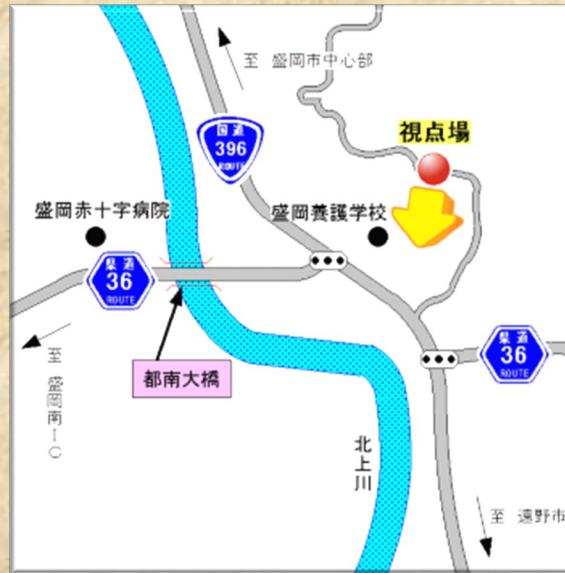 至 盛岡市中心部
国道
396
ROUTE
視点場
盛岡赤十字病院
盛岡養護学校
県道
36
ROUTE
県道
36
ROUTE
至 盛岡南IC
都南大橋
北上川
至 遠野市